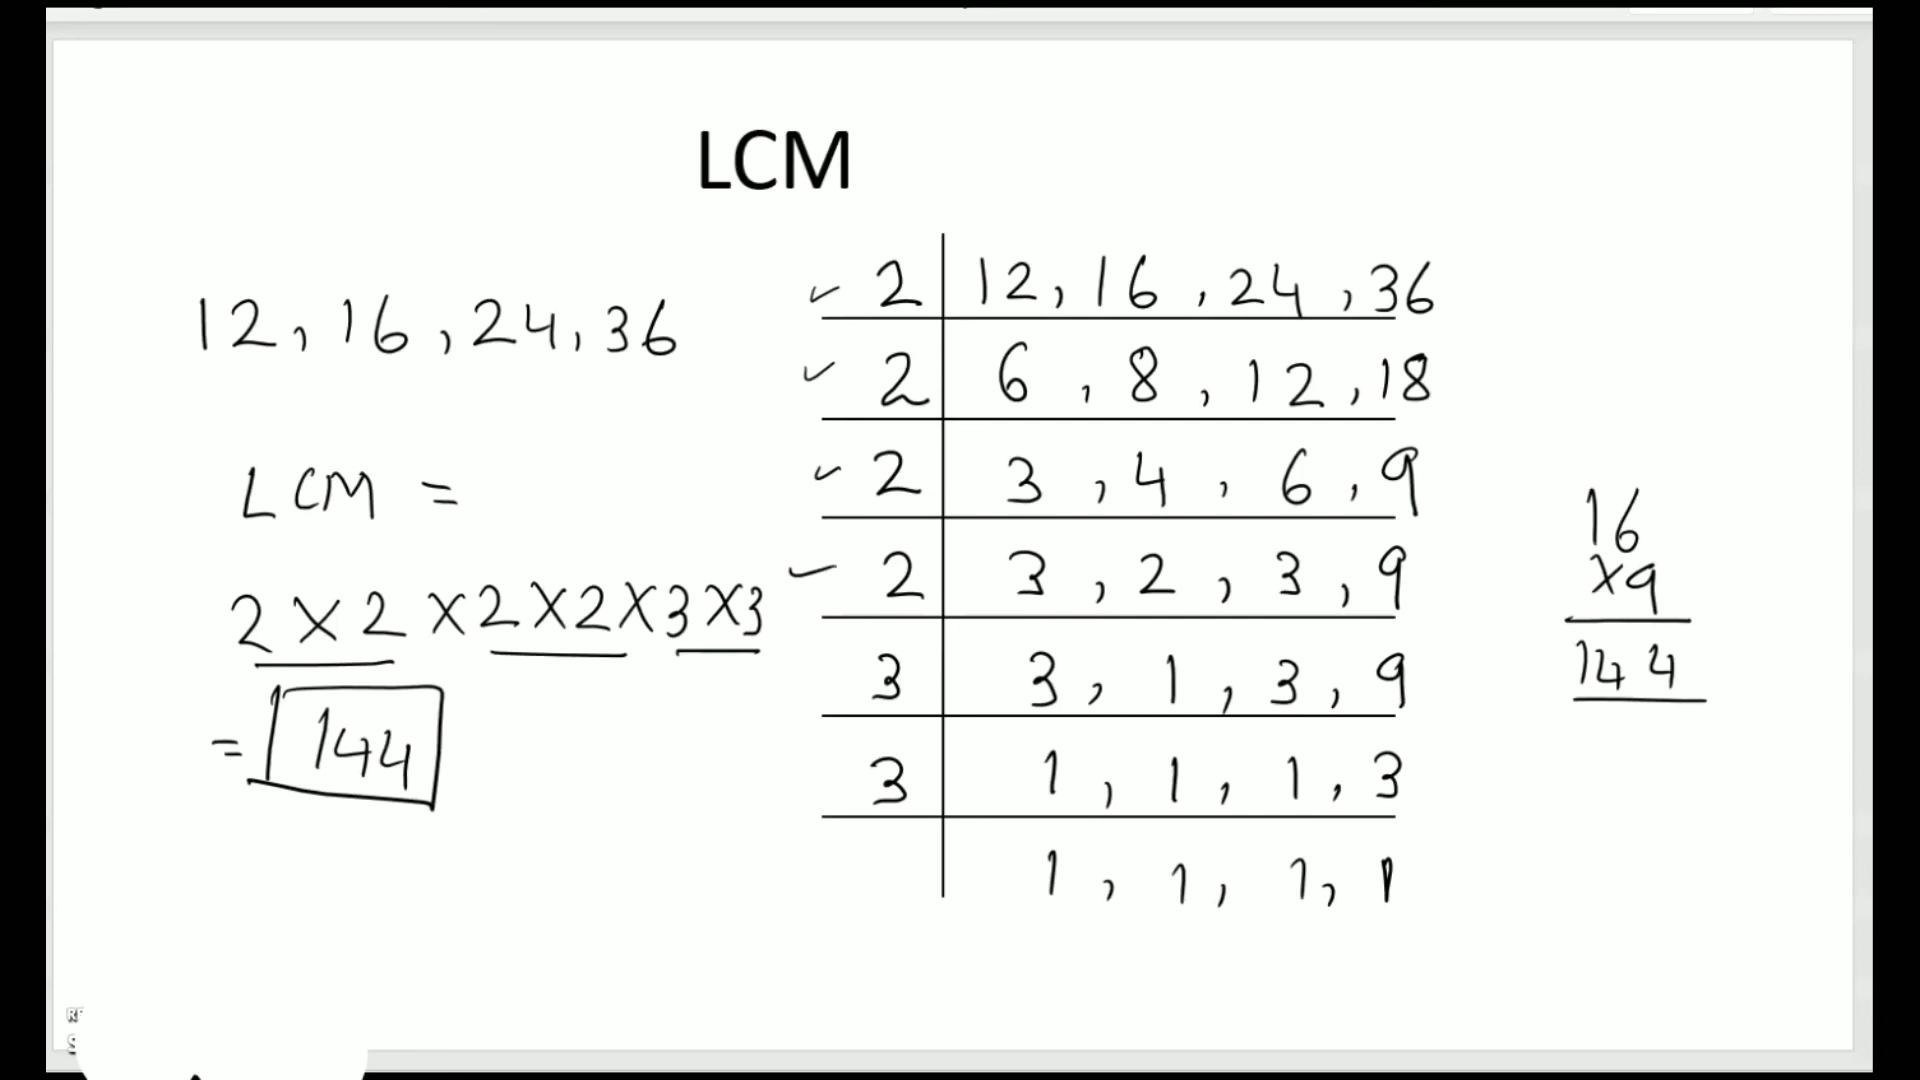 LCM
12, 16, 24, 36
LCM =
2 × 2 × 2 × 2 × 3 × 3
= 144
2 | 12, 16, 24, 36
2 | 6, 8, 12, 18
2 | 3, 4, 6, 9
2 | 3, 2, 3, 9
3 | 3, 1, 3, 9
3 | 1, 1, 1, 3
1, 1, 1, 1
16
×9
144